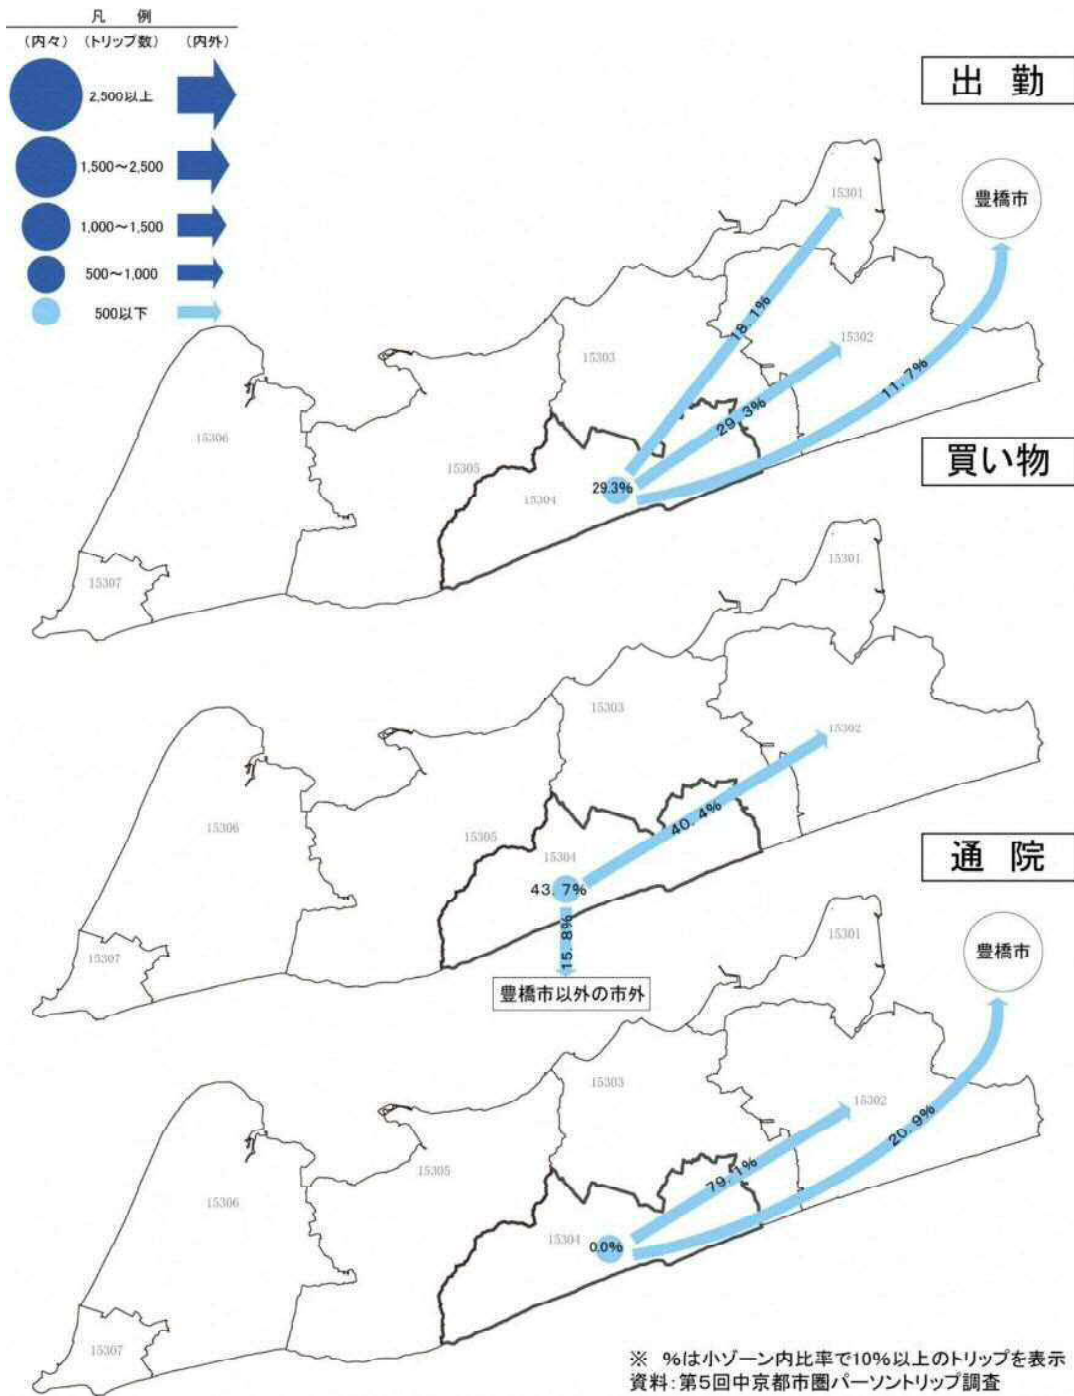 凡 例
(内々) (トリップ数) (内外)
2,500以上
1,500～2,500
1,000～1,500
500～1,000
500以下
出 勤
豊橋市
15301
18.1%
15302
15303
11.7%
29.3%
15306
15305
29.3%
15304
15307
買い物
15301
15303
15302
40.4%
15306
15305
15304
43.7%
15.8%
15307
豊橋市以外の市外
通 院
15301
豊橋市
15303
15302
20.9%
79.1%
15305
15306
15304
0.0%
15307
※ %は小ゾーン内比率で10%以上のトリップを表示
資料：第5回中京都市圏パーソントリップ調査